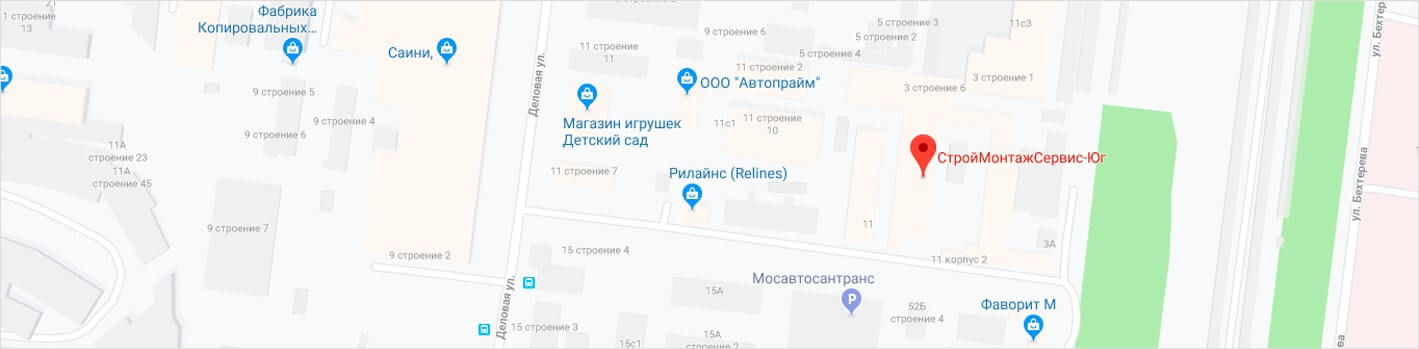 21
11 строение
13
Фабрика
Копировальных...
Саини,
Деловая ул.
9 строение 5
9 строение 4
9 строение 6
11А
строение 23
11А
строение 45
9 строение 7
9 строение 2
11 строение
11
9 строение 6
5 строение 3
5 строение 2
5 строение 4
11 строение 2
ООО "Автопрайм"
Магазин игрушек
Детский сад
11с1
11 строение
10
11 строение 7
Рилайнс (Relines)
11с3
3 строение 1
3 строение 6
СтройМонтажСервис-Юг
11
3А
11 корпус 2
15 строение 4
Деловая ул.
15А
Мосавтосантранс
52Б
строение 4
Фаворит М
15 строение 3
15А
строение 2
15с1
ул. Бехтерева
ул. Бехтерева